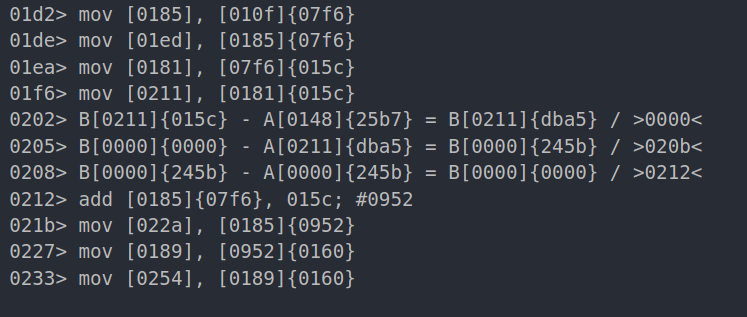 01d2> mov [0185], [010f]{07f6}
01de> mov [01ed], [0185]{07f6}
01ea> mov [0181], [07f6]{015c}
01f6> mov [0211], [0181]{015c}
0202> B[0211]{015c} - A[0148]{25b7} = B[0211]{dba5} / >0000<
0205> B[0000]{0000} - A[0211]{dba5} = B[0000]{245b} / >020b<
0208> B[0000]{245b} - A[0000]{245b} = B[0000]{0000} / >0212<
0212> add [0185]{07f6}, 015c; #0952
021b> mov [022a], [0185]{0952}
0227> mov [0189], [0952]{0160}
0233> mov [0254], [0189]{0160}